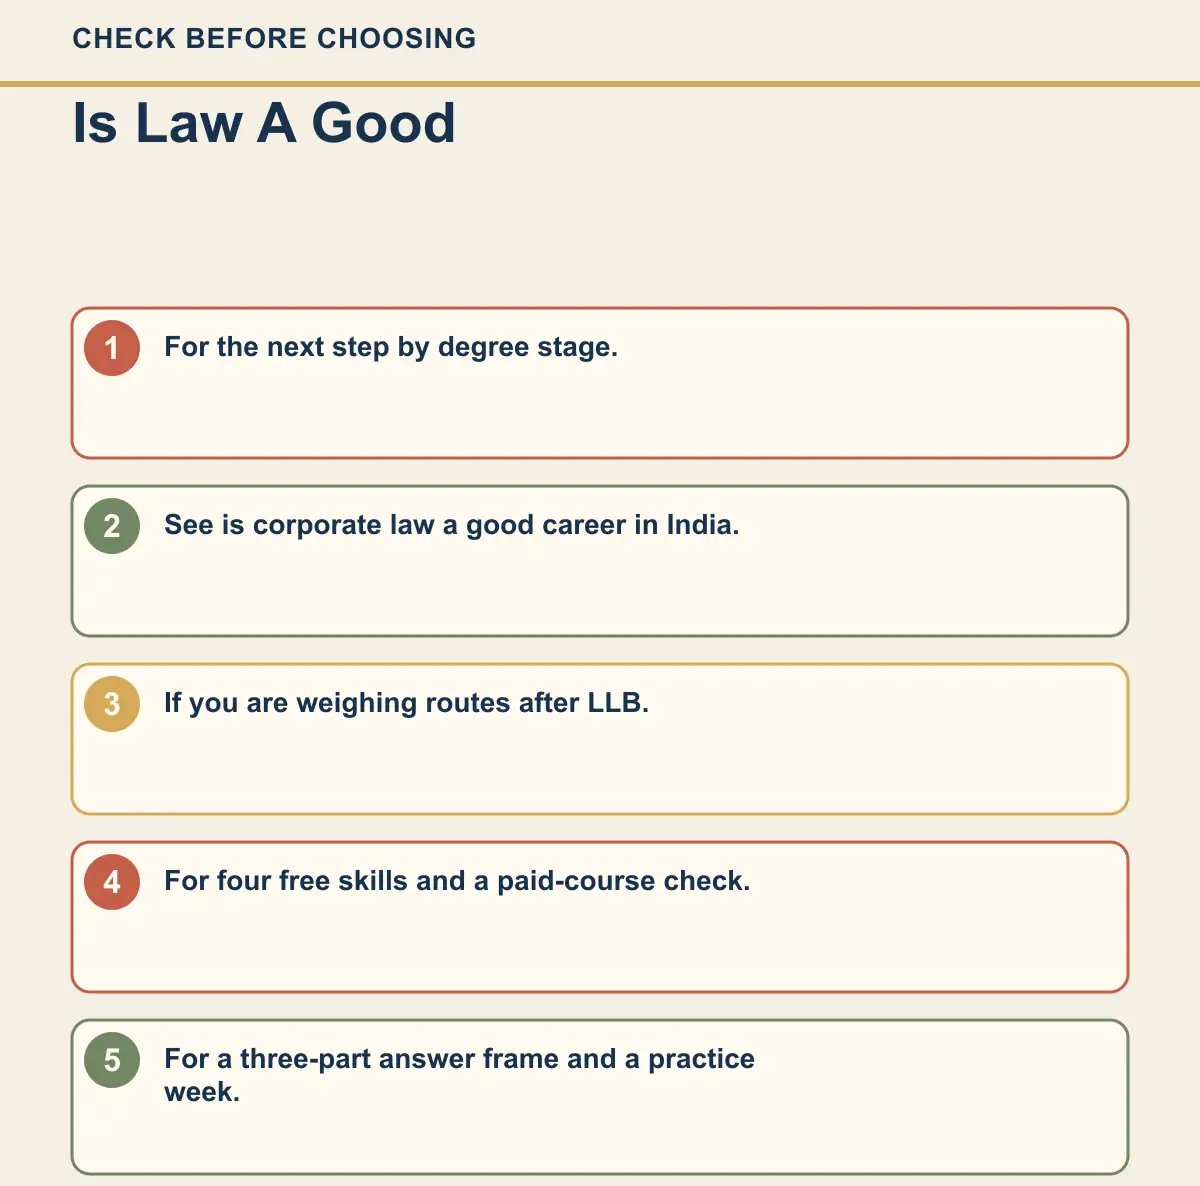 CHECK BEFORE CHOOSING
Is Law A Good
1
For the next step by degree stage.
2
See is corporate law a good career in India.
3
If you are weighing routes after LLB.
4
For four free skills and a paid-course check.
5
For a three-part answer frame and a practice
week.